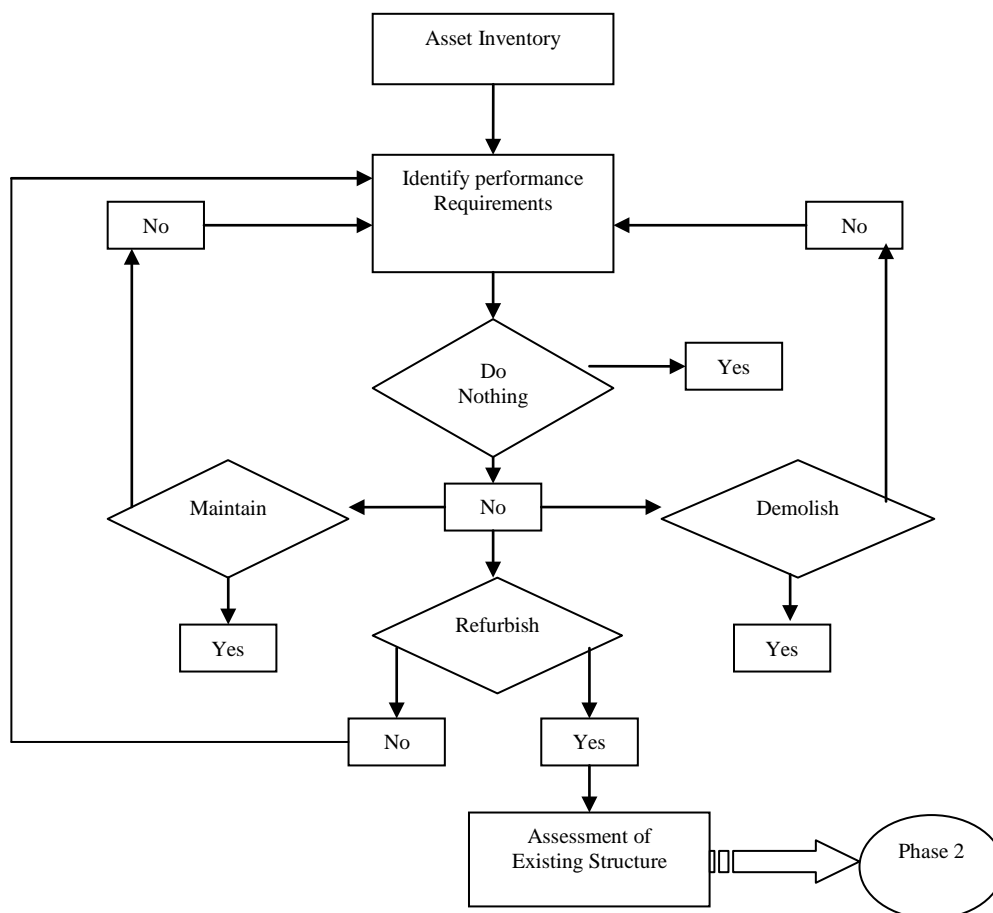 Asset Inventory
Identify performance
Requirements
No
No
Do
Nothing
Yes
Maintain
No
Demolish
Yes
Refurbish
Yes
No
Yes
Assessment of
Existing Structure
Phase 2